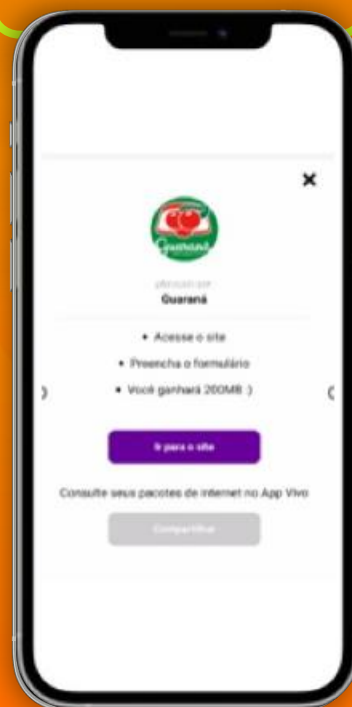 Guaraná
Guaraná
• Acesse o site
• Preencha o formulário
• Você ganhará 200MB :)
Ir para o site
Consulte seus pacotes de internet no App Vivo
Compartilhar